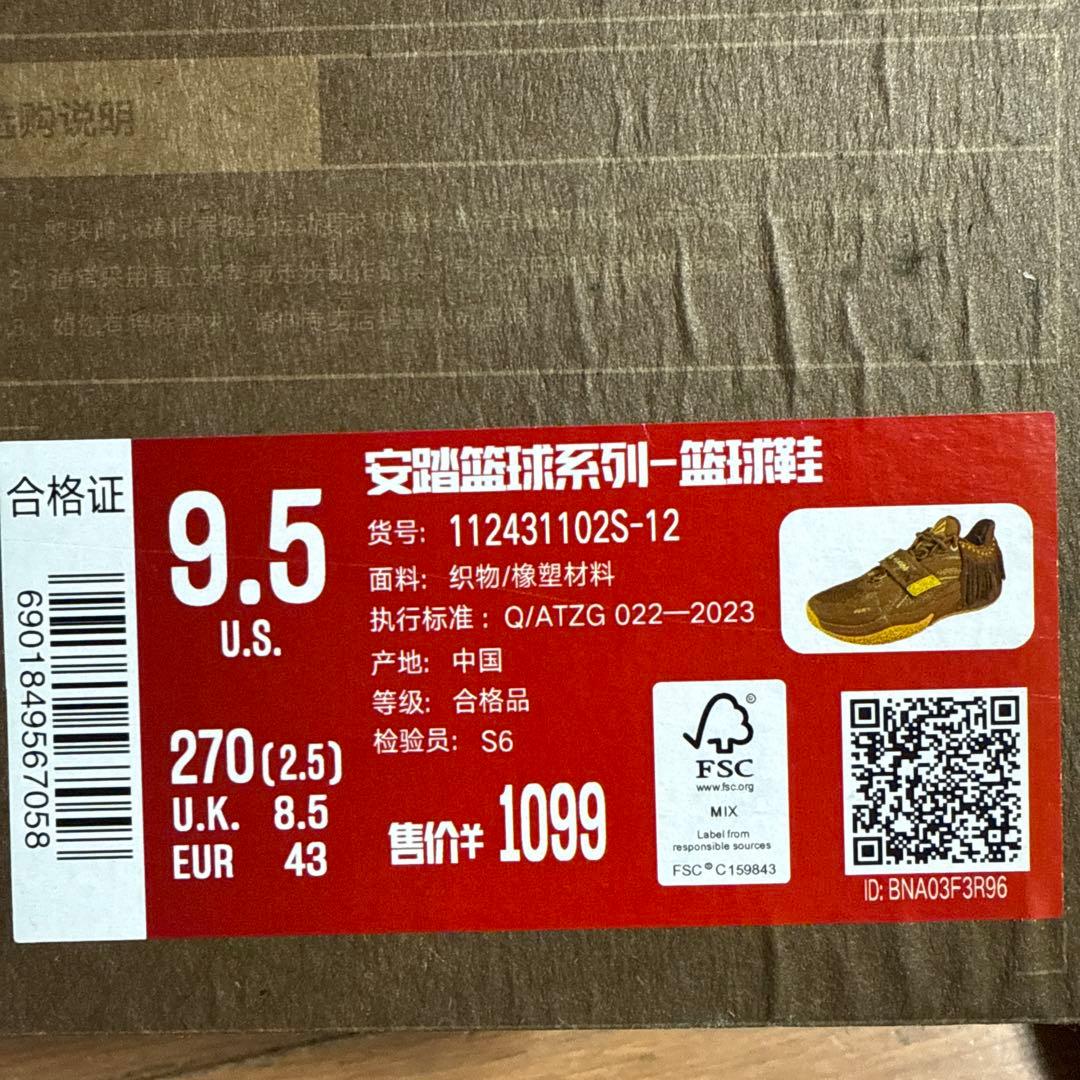 选购说明
合格证
6901849567058
9.5
U.S.
270(2.5)
U.K. 8.5
EUR 43
安踏篮球系列-篮球鞋
货号: 112431102S-12
面料: 织物/橡塑材料
执行标准: Q/ATZG 022—2023
产地: 中国
等级: 合格品
检验员: S6
售价¥ 1099
FSC®
www.fsc.org
MIX
Label from
responsible sources
FSC® C159843
ID: BNA03F3R96